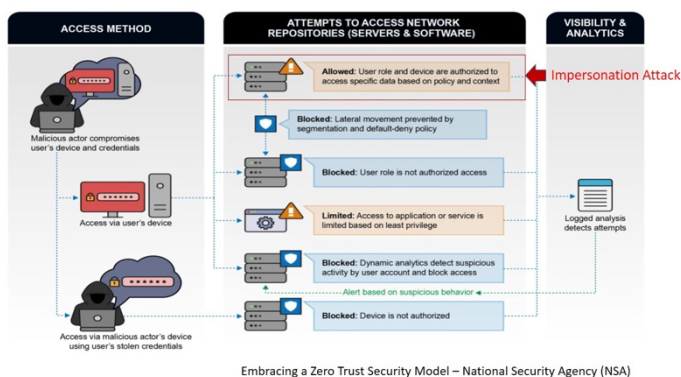 ACCESS METHOD
ATTEMPTS TO ACCESS NETWORK
REPOSITORIES (SERVERS & SOFTWARE)
VISIBILITY &
ANALYTICS
Malicious actor compromises
user's device and credentials
Access via user's device
Access via malicious actor's device
using user's stolen credentials
Allowed: User role and device are authorized to
access specific data based on policy and context
Impersonation Attack
Blocked: Lateral movement prevented by
segmentation and default-deny policy
Blocked: User role is not authorized access
Limited: Access to application or service is
limited based on least privilege
Blocked: Dynamic analytics detect suspicious
activity by user account and block access
Alert based on suspicious behavior
Blocked: Device is not authorized
Logged analysis
detects attempts
Embracing a Zero Trust Security Model – National Security Agency (NSA)